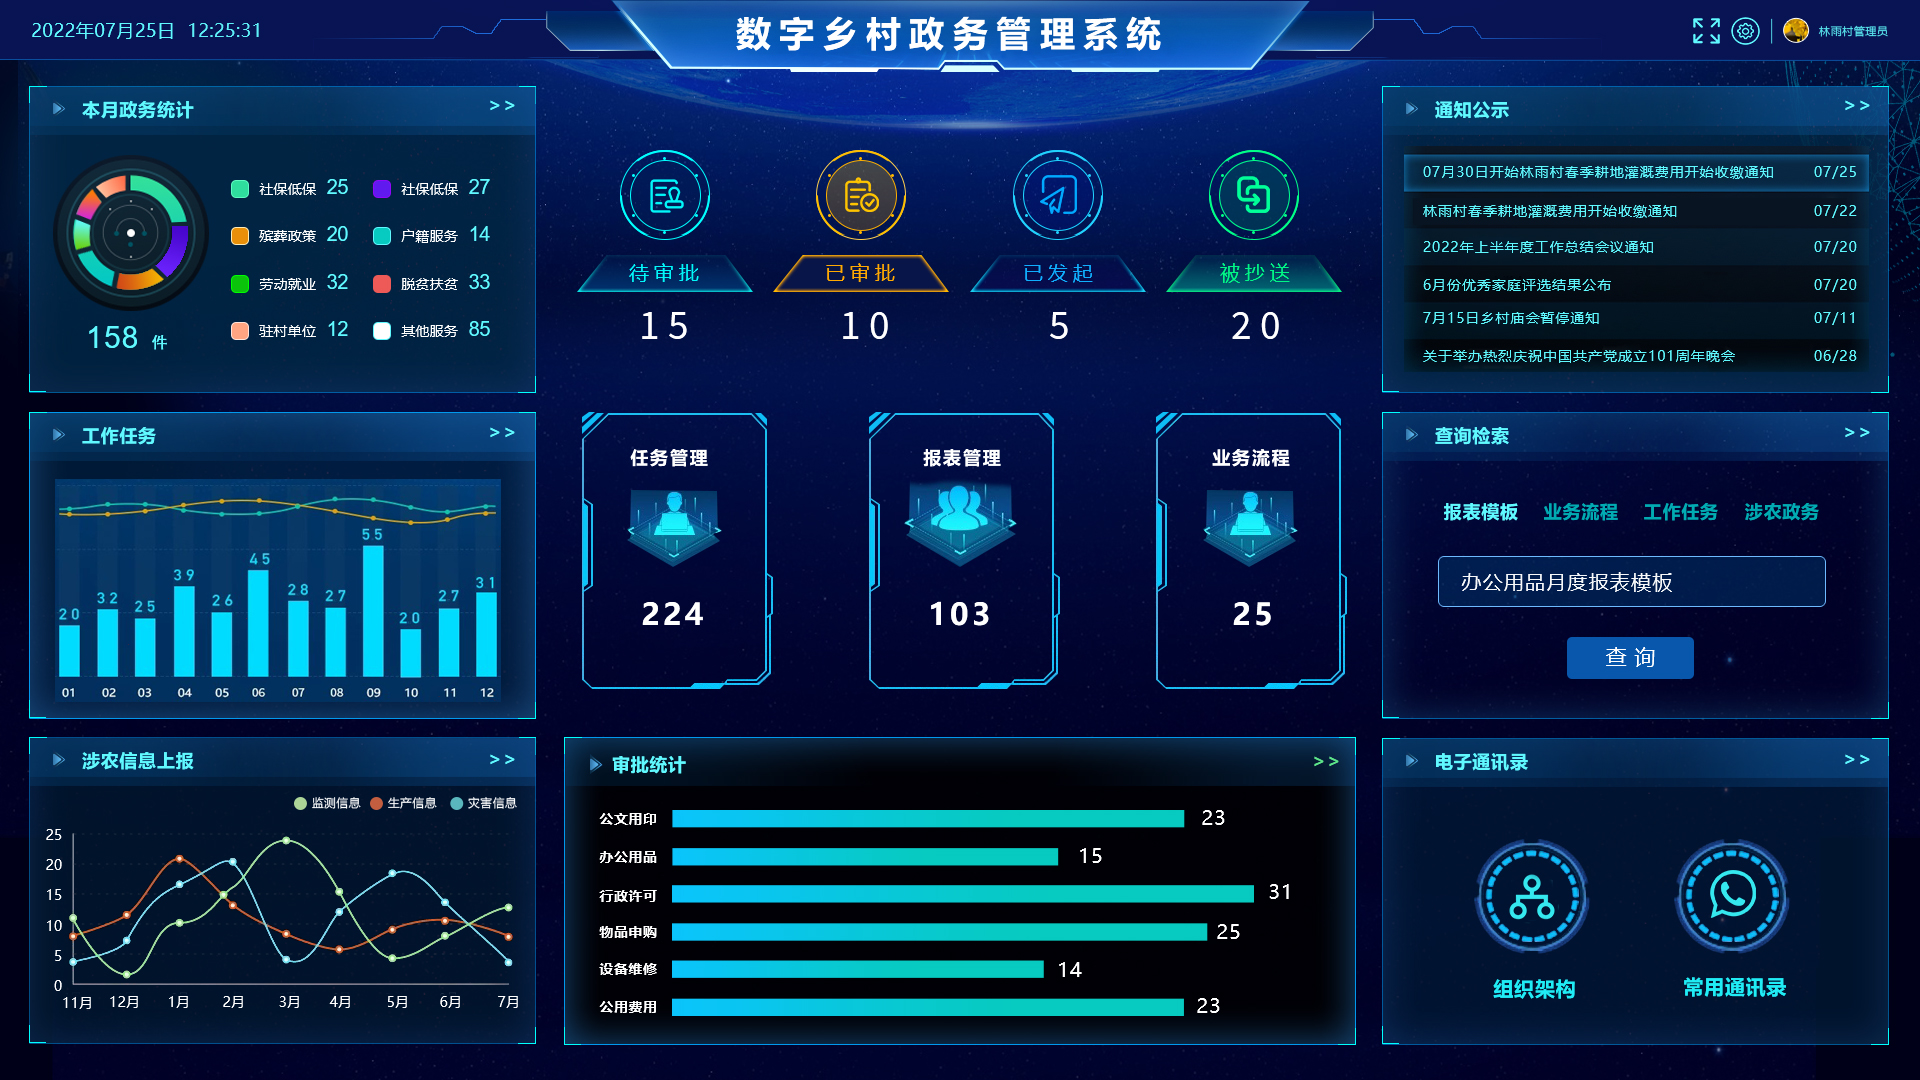 2022年07月25日 12:25:31
数字乡村政务管理系统
林雨村管理员
本月政务统计 >>
社保低保 25 社保低保 27
殡葬政策 20 户籍服务 14
劳动就业 32 脱贫扶贫 33
驻村单位 12 其他服务 85
158 件
待审批 已审批 已发起 被抄送
15 10 5 20
通知公示 >>
07月30日开始林雨村春季耕地灌溉费用开始收缴通知 07/25
林雨村春季耕地灌溉费用开始收缴通知 07/22
2022年上半年度工作总结会议通知 07/20
6月份优秀家庭评选结果公布 07/20
7月15日乡村庙会暂停通知 07/11
关于举办热烈庆祝中国共产党成立101周年晚会 06/28
工作任务 >>
20 32 25 39 26 45 28 27 55 20 27 31
01 02 03 04 05 06 07 08 09 10 11 12
任务管理 报表管理 业务流程
224 103 25
查询检索 >>
报表模板 业务流程 工作任务 涉农政务
办公用品月度报表模板
查 询
涉农信息上报 >>
监测信息 生产信息 灾害信息
25
20
15
10
5
0
11月 12月 1月 2月 3月 4月 5月 6月 7月
审批统计 >>
公文用印 23
办公用品 15
行政许可 31
物品申购 25
设备维修 14
公用费用 23
电子通讯录 >>
组织架构 常用通讯录